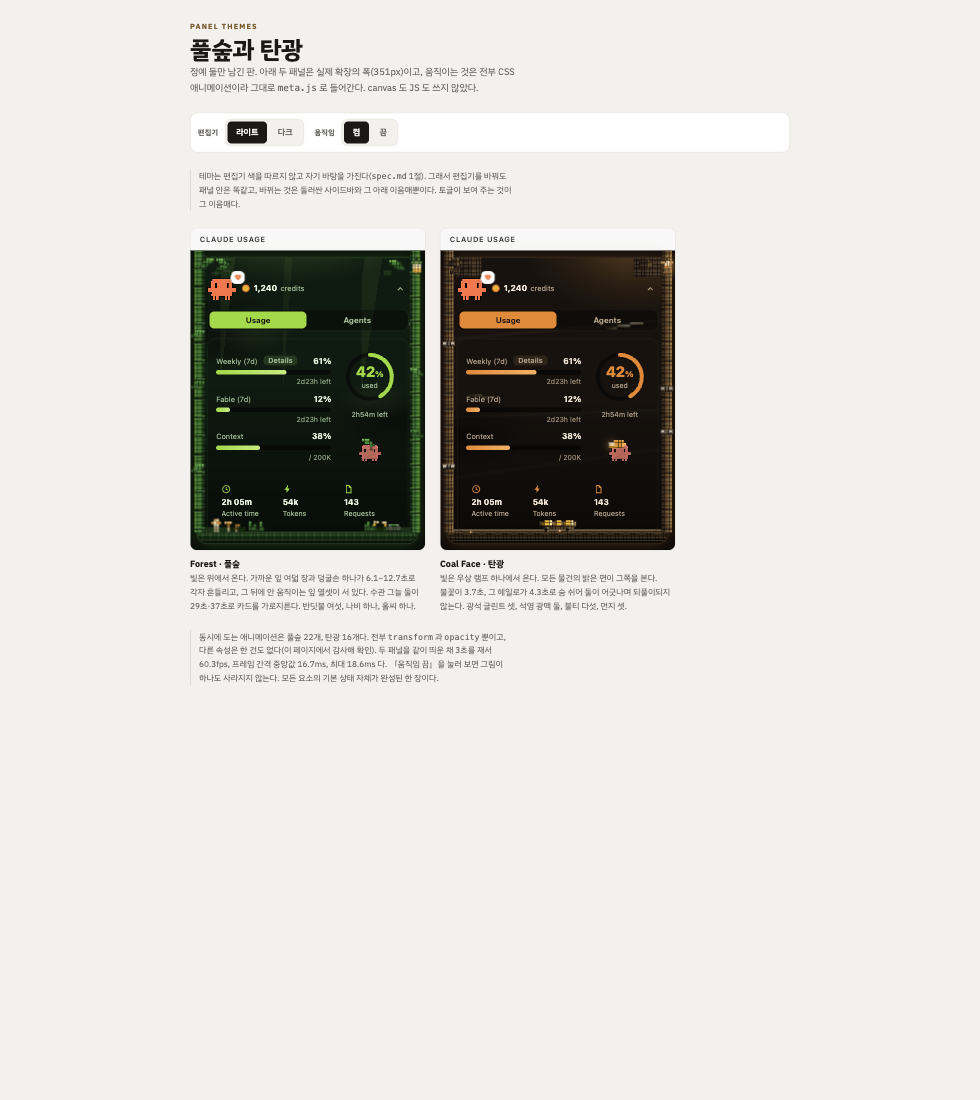 PANEL THEMES
풀숲과 탄광
정에 둘만 남긴 판. 아래 두 패널은 실제 확장의 폭(351px)이고, 움직이는 것은 전부 CSS
애니메이션이라 그대로 meta.js 로 들어간다. canvas 도 JS 도 쓰지 않았다.
편집기 라이트 다크 움직임 켬 끔
테마는 편집기 색을 따르지 않고 자기 바탕을 가진다(spec.md 1절). 그래서 편집기를 바꿔도
패널 안은 똑같고, 바뀌는 것은 둘러싼 사이드바와 그 아래 이음매뿐이다. 토글이 보여 주는 것이
그 이음매다.
CLAUDE USAGE
1,240 credits
Usage Agents
Weekly (7d) Details 61%
2d23h left
Fable (7d) 12%
2d23h left
Context 38%
/ 200K
42%
used
2h54m left
2h 05m 54k 143
Active time Tokens Requests
Forest · 풀숲
빛은 위에서 온다. 가까운 잎 여덟 장과 덩굴손 하나가 6.1–12.7초로
각자 흔들리고, 그 뒤에 안 움직이는 잎 열셋이 서 있다. 수관 그늘 둘이
29초·37초로 카드를 가로지른다. 반딧불 여섯, 나비 하나, 홀씨 하나.
CLAUDE USAGE
1,240 credits
Usage Agents
Weekly (7d) Details 61%
2d23h left
Fable (7d) 12%
2d23h left
Context 38%
/ 200K
42%
used
2h54m left
2h 05m 54k 143
Active time Tokens Requests
Coal Face · 탄광
빛은 우상 램프 하나에서 온다. 모든 물건의 밝은 면이 그쪽을 본다.
불꽃이 3.7초, 그 헤일로가 4.3초로 숨 쉬어 둘이 어긋나며 되풀이되지
않는다. 광석 글린트 셋, 석영 광맥 둘, 불티 다섯, 먼지 셋.
동시에 도는 애니메이션은 풀숲 22개, 탄광 16개다. 전부 transform 과 opacity 뿐이고,
다른 속성은 한 건도 없다(이 페이지에서 감사해 확인). 두 패널을 같이 띄운 채 3초를 재서
60.3fps, 프레임 간격 중앙값 16.7ms, 최대 18.6ms 다. 「움직임 끔」을 눌러 보면 그림이
하나도 사라지지 않는다. 모든 요소의 기본 상태 자체가 완성된 한 장이다.